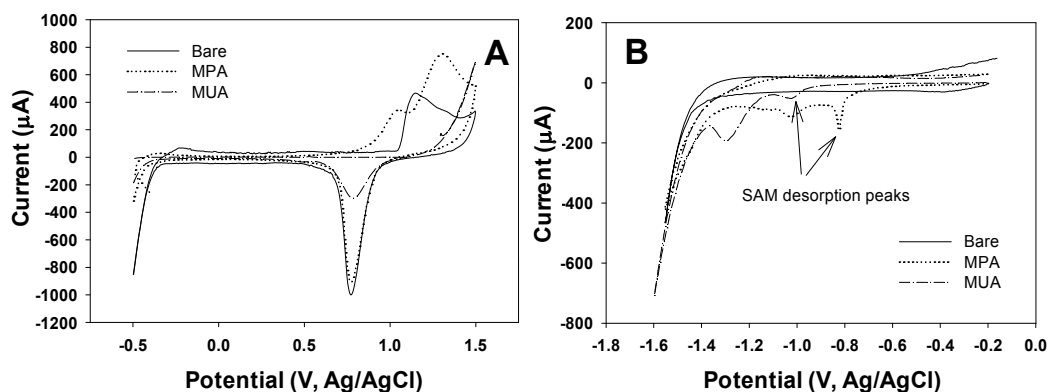 A
Bare
MPA
MUA
1000
800
600
400
200
0
-200
-400
-600
-800
-1000
1200
Current (μA)
-0.5
0.0
0.5
1.0
1.5
Potential (V, Ag/AgCl)
B
200
0
-200
-400
-600
-800
Current (μA)
SAM desorption peaks
Bare
MPA
MUA
-1.8
-1.6
-1.4
-1.2
-1.0
-0.8
-0.6
-0.4
-0.2
0.0
Potential (V, Ag/AgCl)